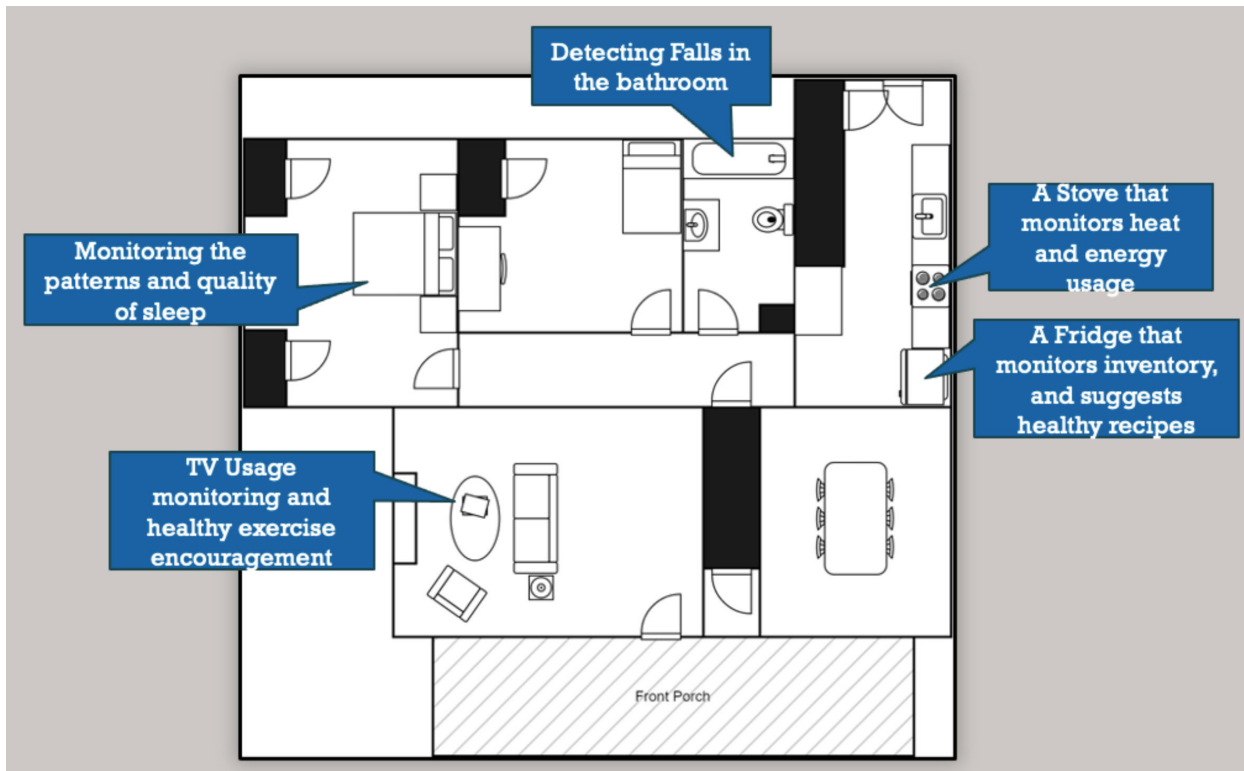 Detecting Falls in
the bathroom
A Stove that
monitors heat
and energy
usage
Monitoring the
patterns and quality
of sleep
A Fridge that
monitors inventory,
and suggests
healthy recipes
TV Usage
monitoring and
healthy exercise
encouragement
Front Porch